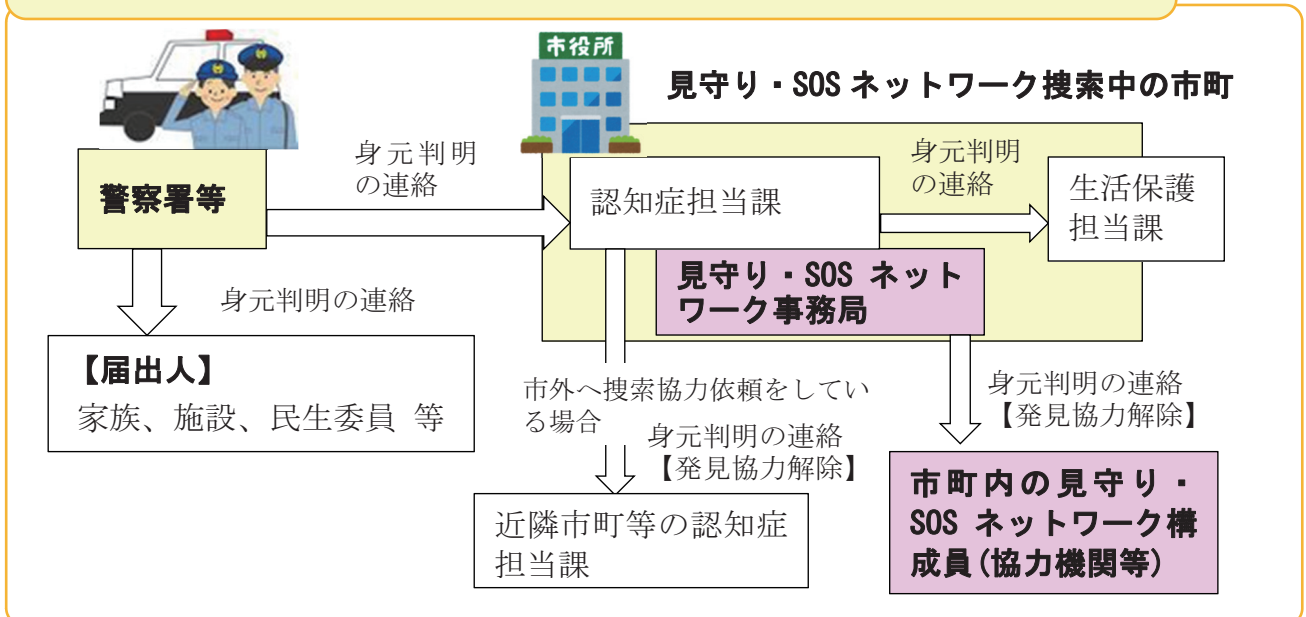 市役所
見守り・SOS ネットワーク捜索中の市町
警察署等
身元判明
の連絡
認知症担当課
身元判明
の連絡
生活保護
担当課
見守り・SOS ネット
ワーク事務局
身元判明の連絡
【届出人】
家族、施設、民生委員 等
市外へ捜索協力依頼をしてい
る場合
身元判明の連絡
【発見協力解除】
身元判明の連絡
【発見協力解除】
近隣市町等の認知症
担当課
市町内の見守り・
SOS ネットワーク構
成員(協力機関等)